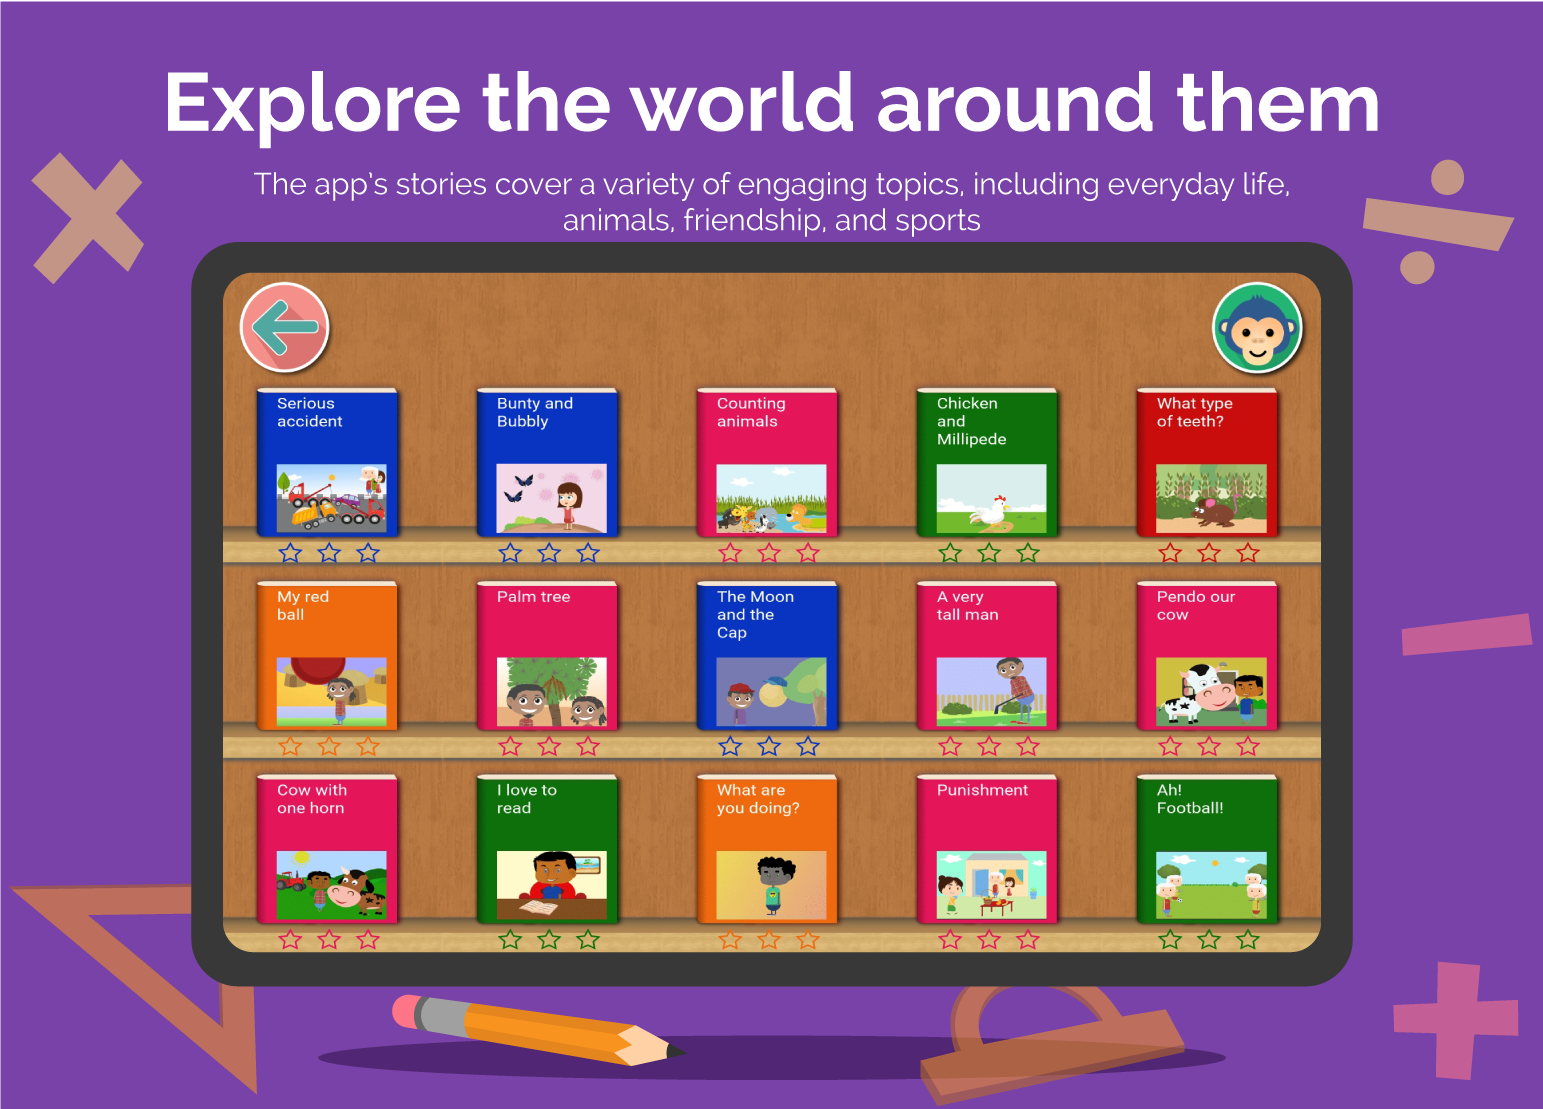 Explore the world around them
The app's stories cover a variety of engaging topics, including everyday life,
animals, friendship, and sports
Serious
accident
Bunty and
Bubbly
Counting
animals
Chicken
and
Millipede
What type
of teeth?
My red
ball
Palm tree
The Moon
and the
Cap
A very
tall man
Pendo our
cow
Cow with
one horn
I love to
read
What are
you doing?
Punishment
Ah!
Football!